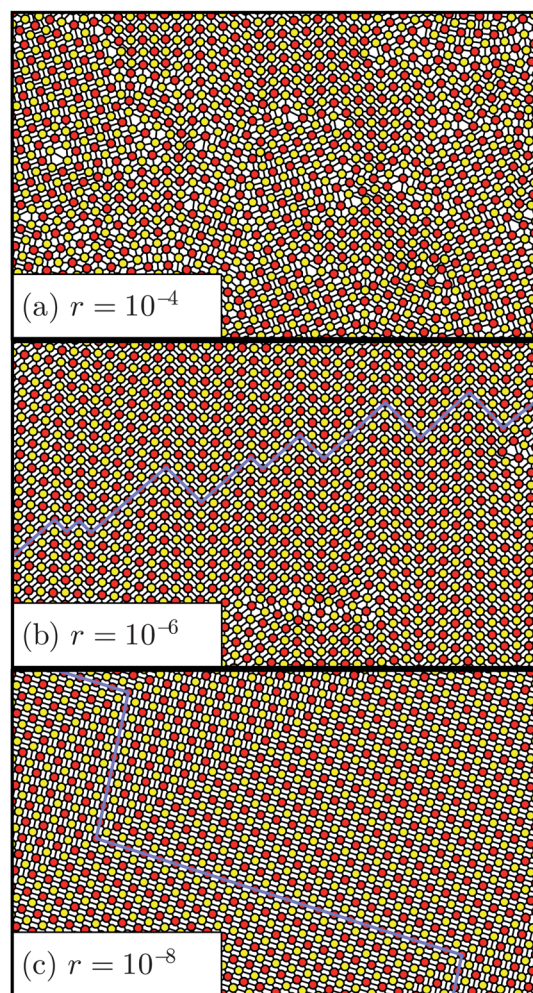 (a) r = 10⁻⁴
(b) r = 10⁻⁶
(c) r = 10⁻⁸